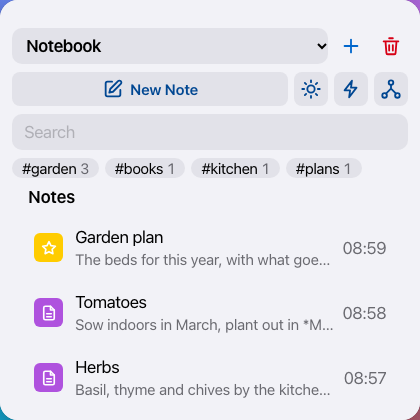 Notebook
New Note
Search
#garden 3 #books 1 #kitchen 1 #plans 1
Notes
Garden plan
The beds for this year, with what goe... 08:59
Tomatoes
Sow indoors in March, plant out in *M... 08:58
Herbs
Basil, thyme and chives by the kitche... 08:57